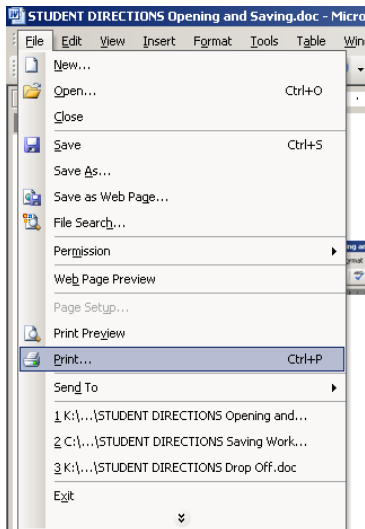 STUDENT DIRECTIONS Opening and Saving.doc - Micro
File Edit View Insert Format Tools Table Win
New...
Open... Ctrl+O
Close
Save Ctrl+S
Save As...
Save as Web Page...
File Search...
Permission
Web Page Preview
Page Setup...
Print Preview
Print... Ctrl+P
Send To
1 K:\...\STUDENT DIRECTIONS Opening and...
2 C:\...\STUDENT DIRECTIONS Saving Work...
3 K:\...\STUDENT DIRECTIONS Drop Off.doc
Exit